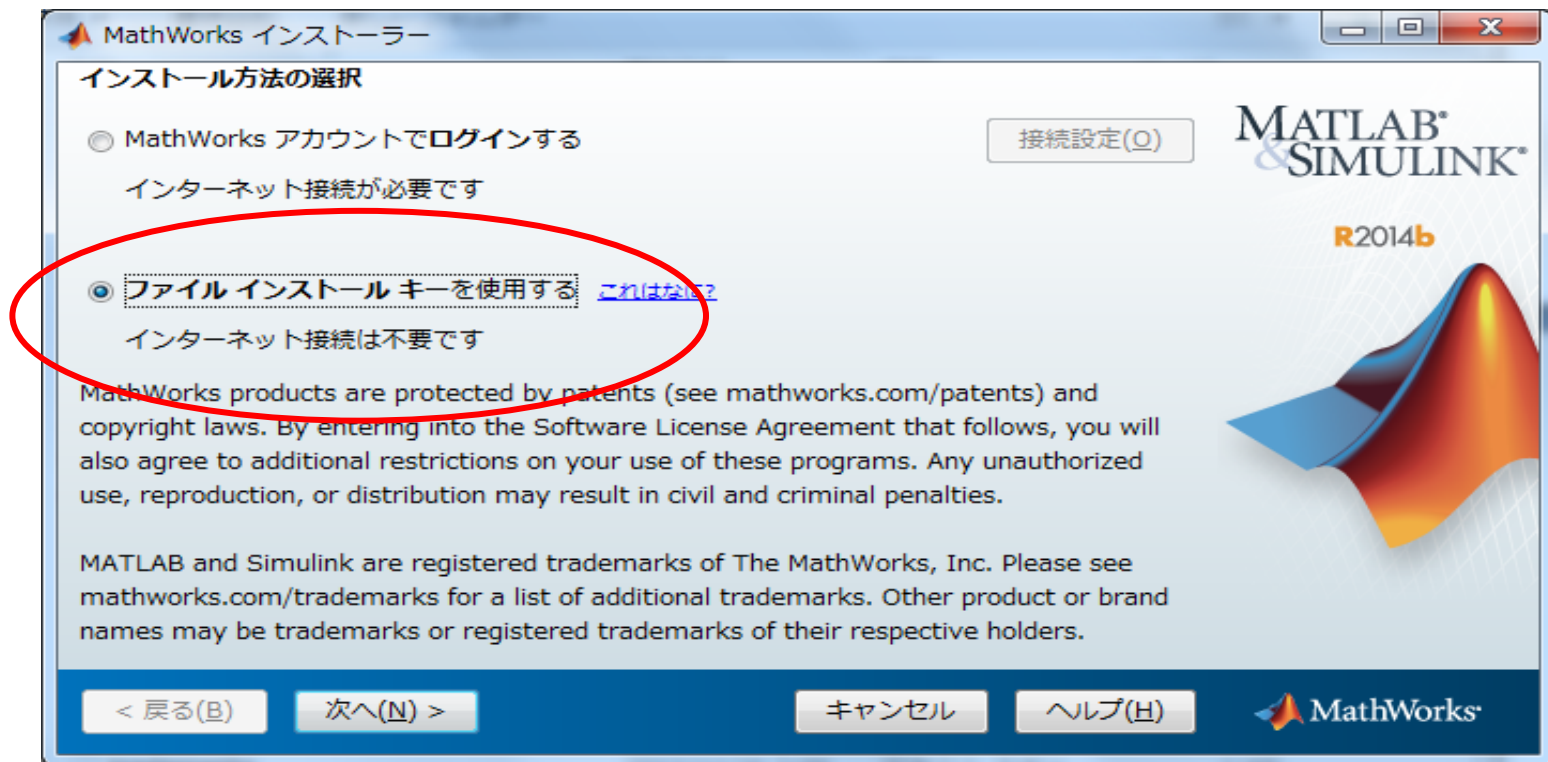 MathWorks インストーラー
インストール方法の選択
MathWorks アカウントでログインする
接続設定(O)
インターネット接続が必要です
MATLAB®
&SIMULINK®
R2014b
ファイル インストール キーを使用する これはなに?
インターネット接続は不要です
MathWorks products are protected by patents (see mathworks.com/patents) and
copyright laws. By entering into the Software License Agreement that follows, you will
also agree to additional restrictions on your use of these programs. Any unauthorized
use, reproduction, or distribution may result in civil and criminal penalties.
MATLAB and Simulink are registered trademarks of The MathWorks, Inc. Please see
mathworks.com/trademarks for a list of additional trademarks. Other product or brand
names may be trademarks or registered trademarks of their respective holders.
< 戻る(B) 次へ(N) > キャンセル ヘルプ(H) MathWorks®